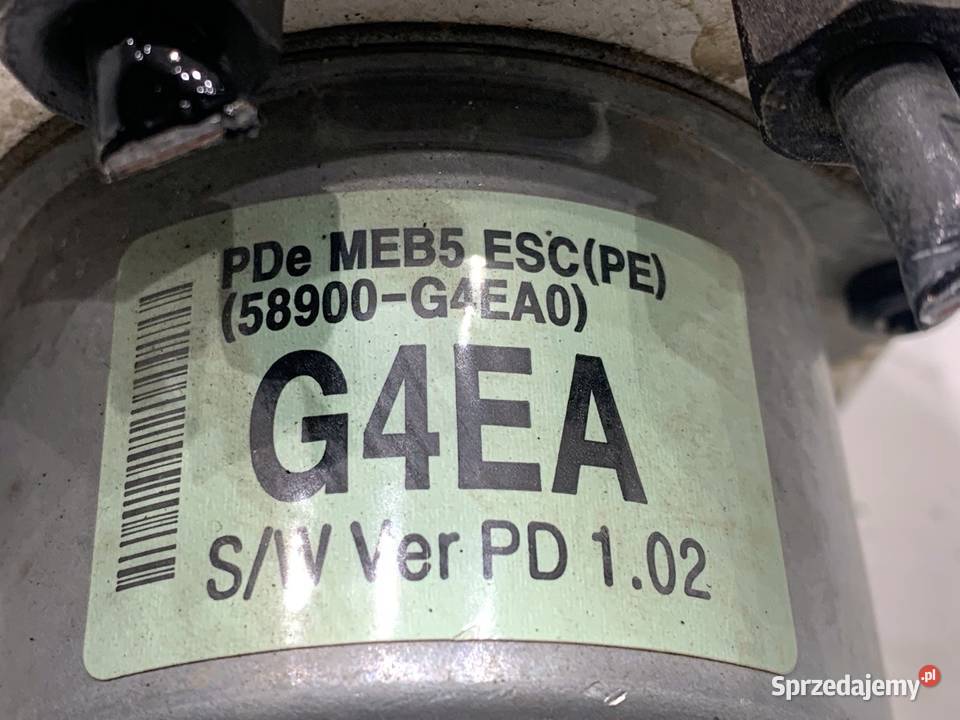 PDe MEB5 ESC(PE)
(58900-G4EA0)
G4EA
S/W Ver PD 1.02
Sprzedajemy.pl